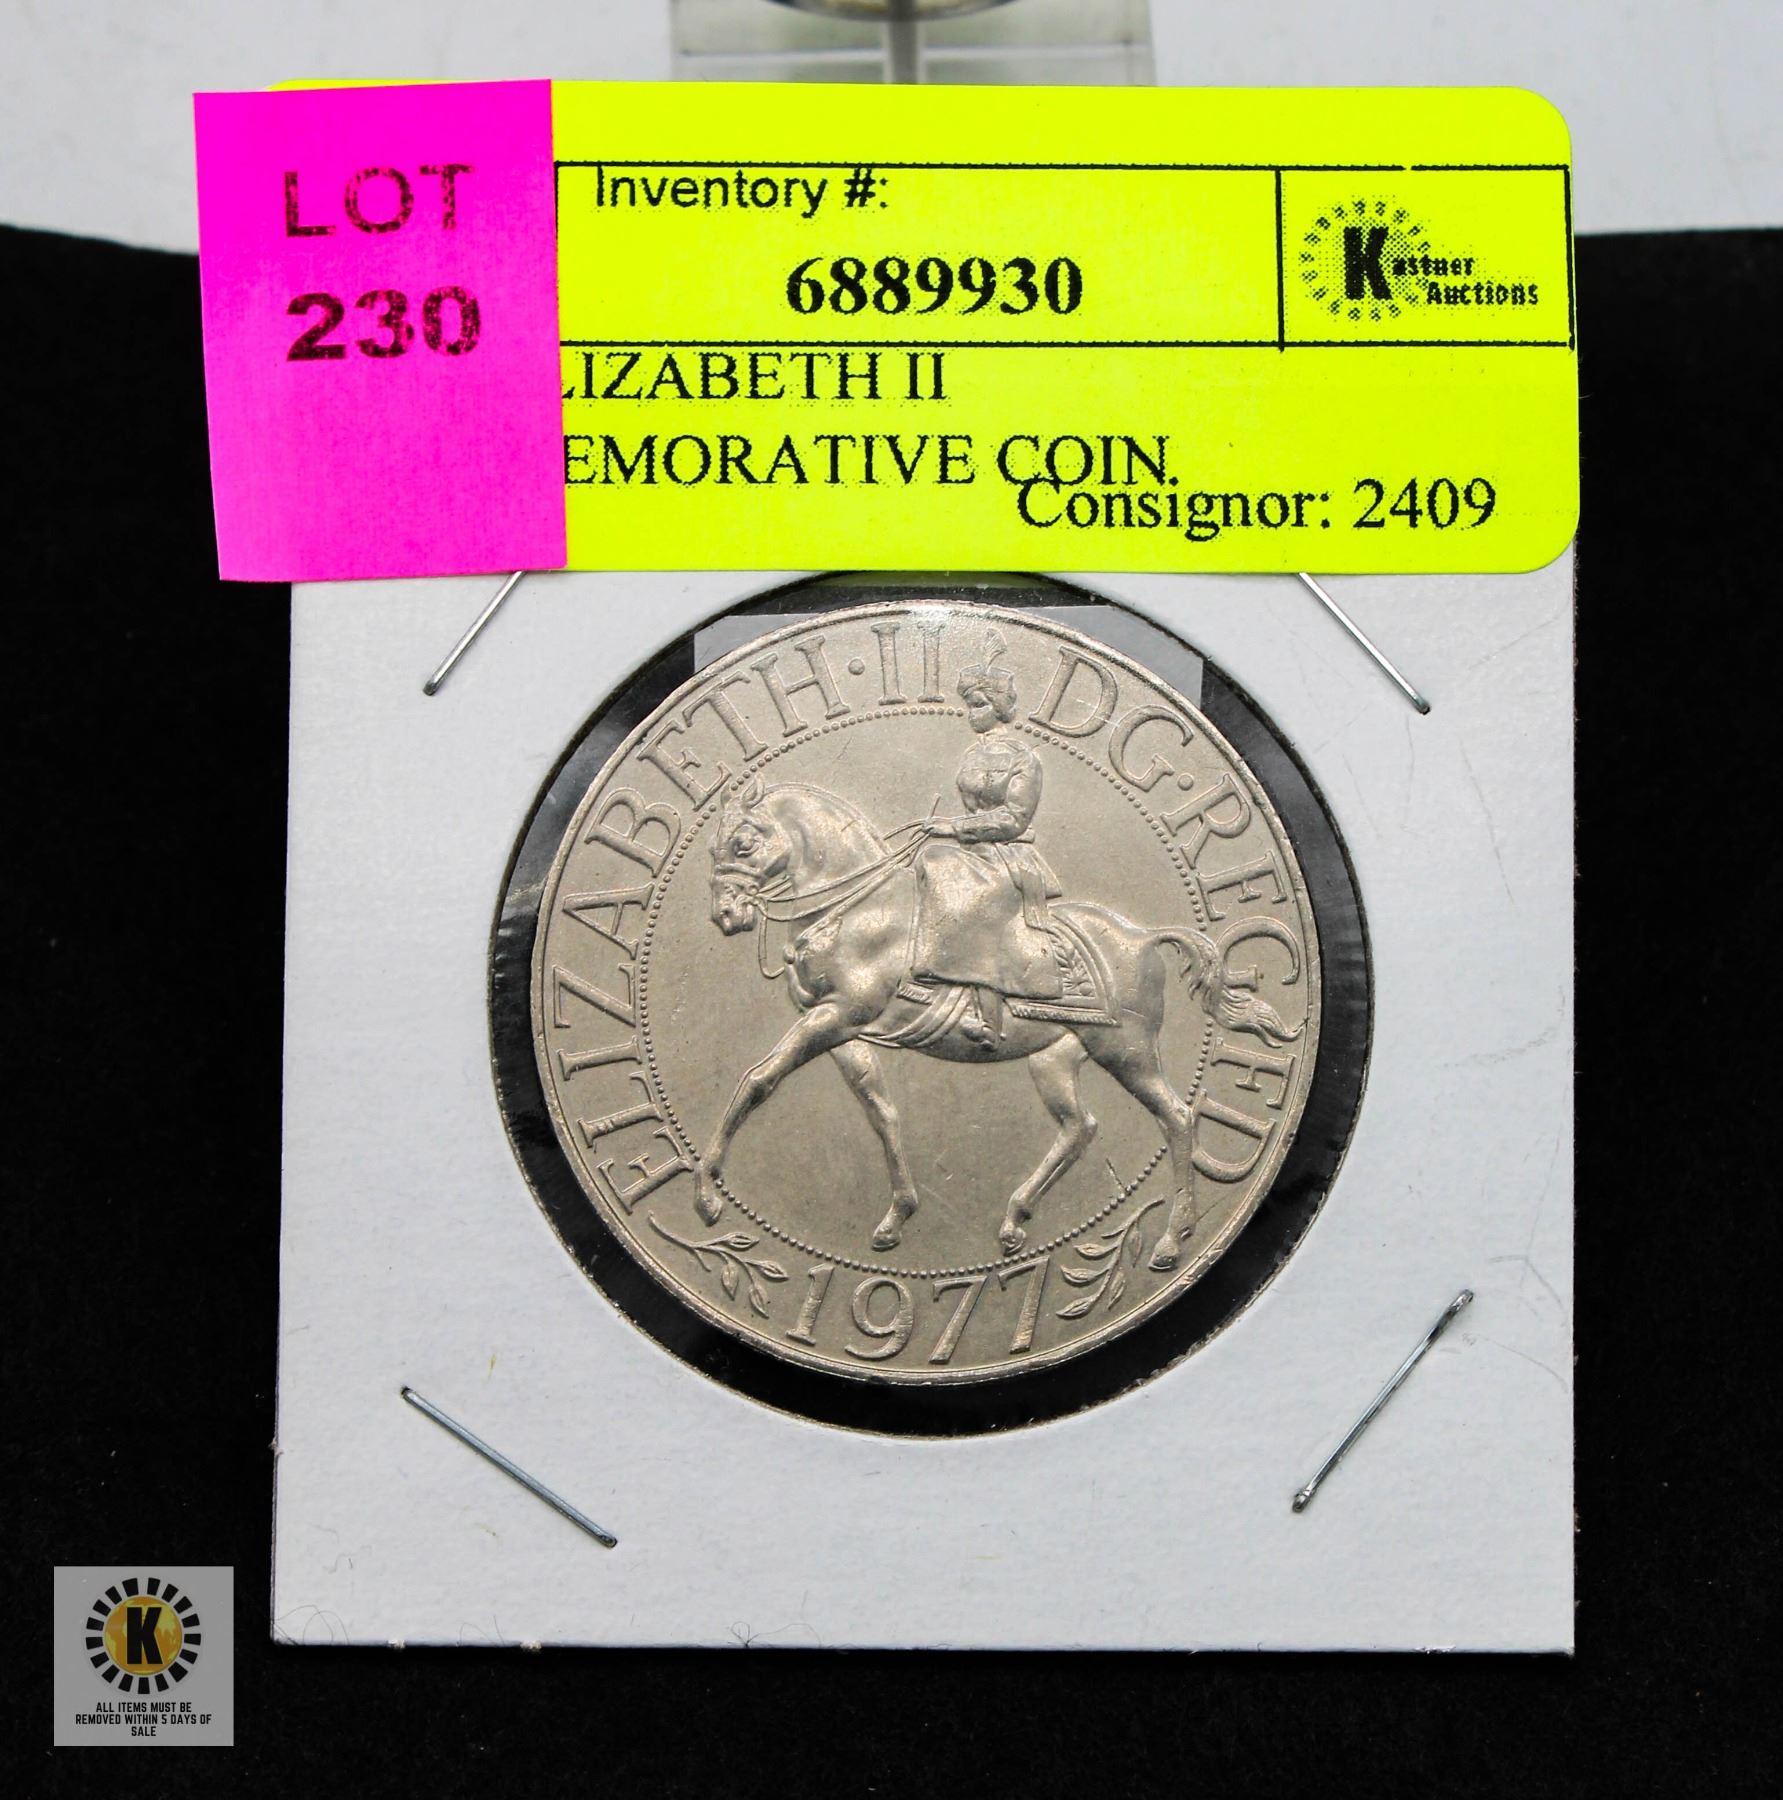 LOT
230
Inventory #:
6889930
Kastner
Auctions
LIZABETH II
EMORATIVE COIN.
Consignor: 2409
ELIZABETH·II DG·REG FD
1977
K
ALL ITEMS MUST BE
REMOVED WITHIN 5 DAYS OF
SALE